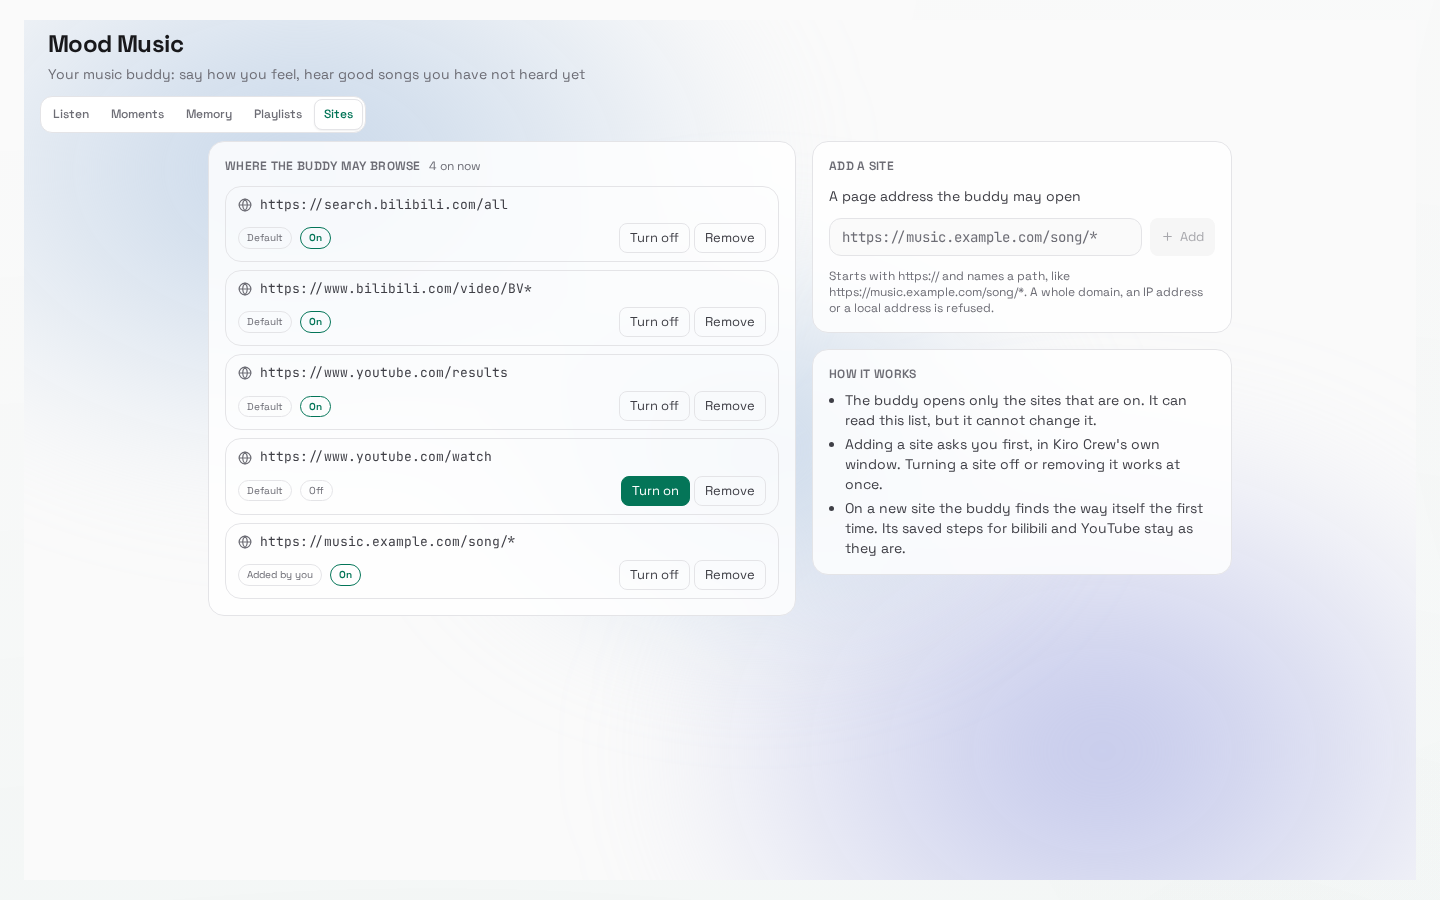 Mood Music
Your music buddy: say how you feel, hear good songs you have not heard yet
Listen Moments Memory Playlists Sites
WHERE THE BUDDY MAY BROWSE 4 on now
https://search.bilibili.com/all
Default On Turn off Remove
https://www.bilibili.com/video/BV*
Default On Turn off Remove
https://www.youtube.com/results
Default On Turn off Remove
https://www.youtube.com/watch
Default Off Turn on Remove
https://music.example.com/song/*
Added by you On Turn off Remove
ADD A SITE
A page address the buddy may open
https://music.example.com/song/* + Add
Starts with https:// and names a path, like
https://music.example.com/song/*. A whole domain, an IP address
or a local address is refused.
HOW IT WORKS
• The buddy opens only the sites that are on. It can
read this list, but it cannot change it.
• Adding a site asks you first, in Kiro Crew's own
window. Turning a site off or removing it works at
once.
• On a new site the buddy finds the way itself the first
time. Its saved steps for bilibili and YouTube stay as
they are.